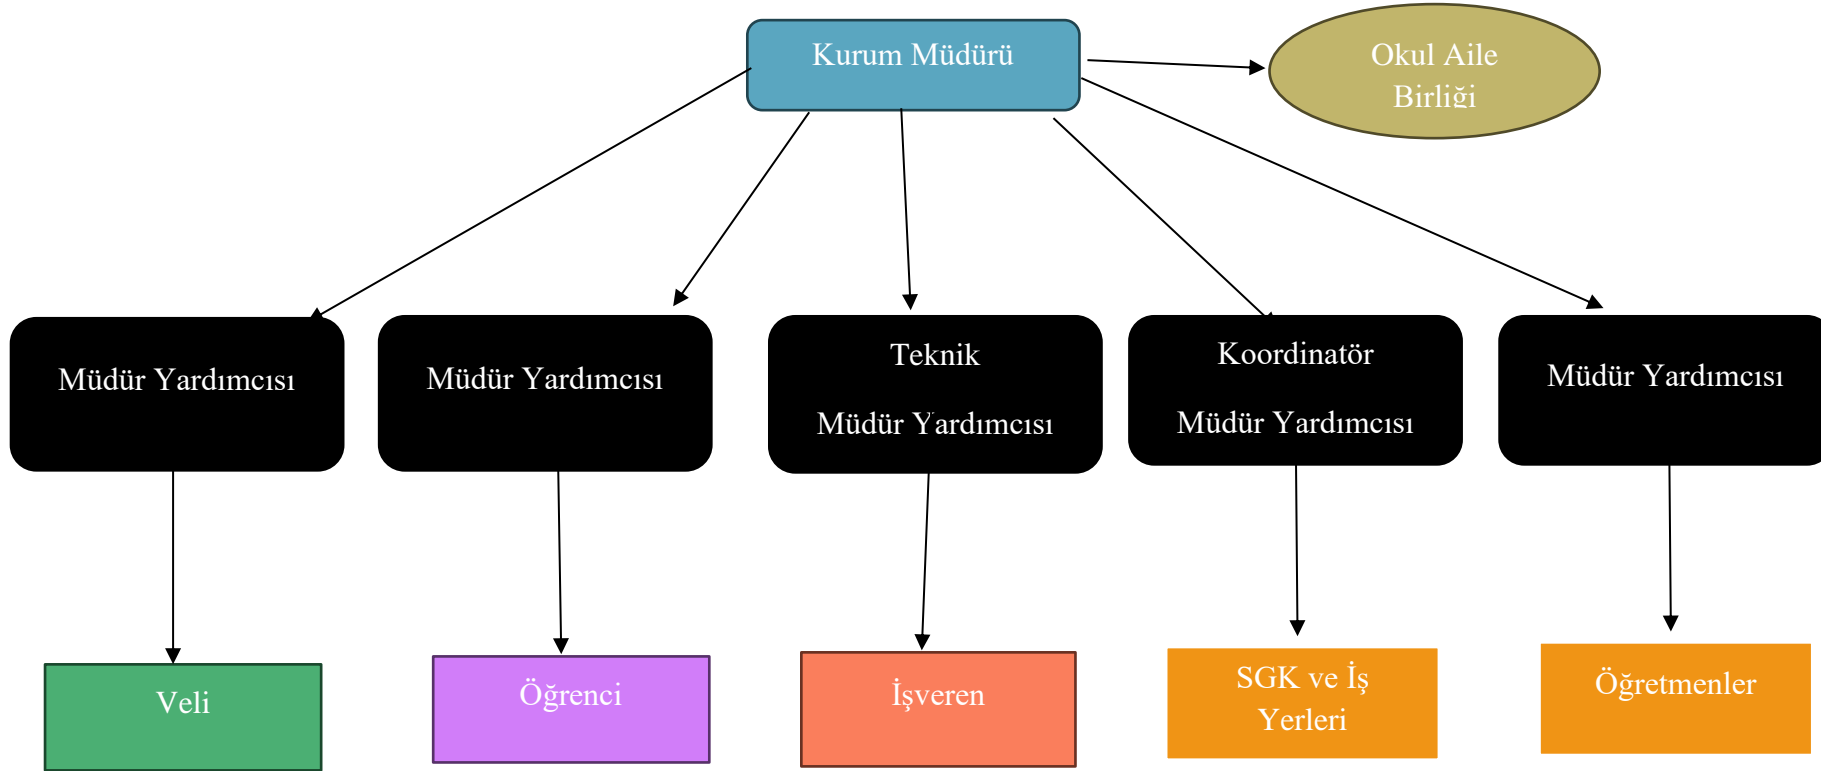 Kurum Müdürü
Okul Aile
Birliği
Müdür Yardımcısı
Müdür Yardımcısı
Teknik
Müdür Yardımcısı
Koordinatör
Müdür Yardımcısı
Müdür Yardımcısı
Veli
Öğrenci
İşveren
SGK ve İş
Yerleri
Öğretmenler